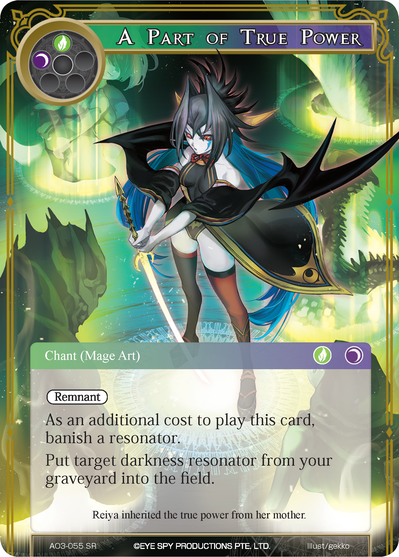 A Part of True Power
Chant (Mage Art)
Remnant
As an additional cost to play this card,
banish a resonator.
Put target darkness resonator from your
graveyard into the field.
Reiya inherited the true power from her mother.
AO3-055 SR
©EYE SPY PRODUCTIONS PTE. LTD.
Illust/gekko